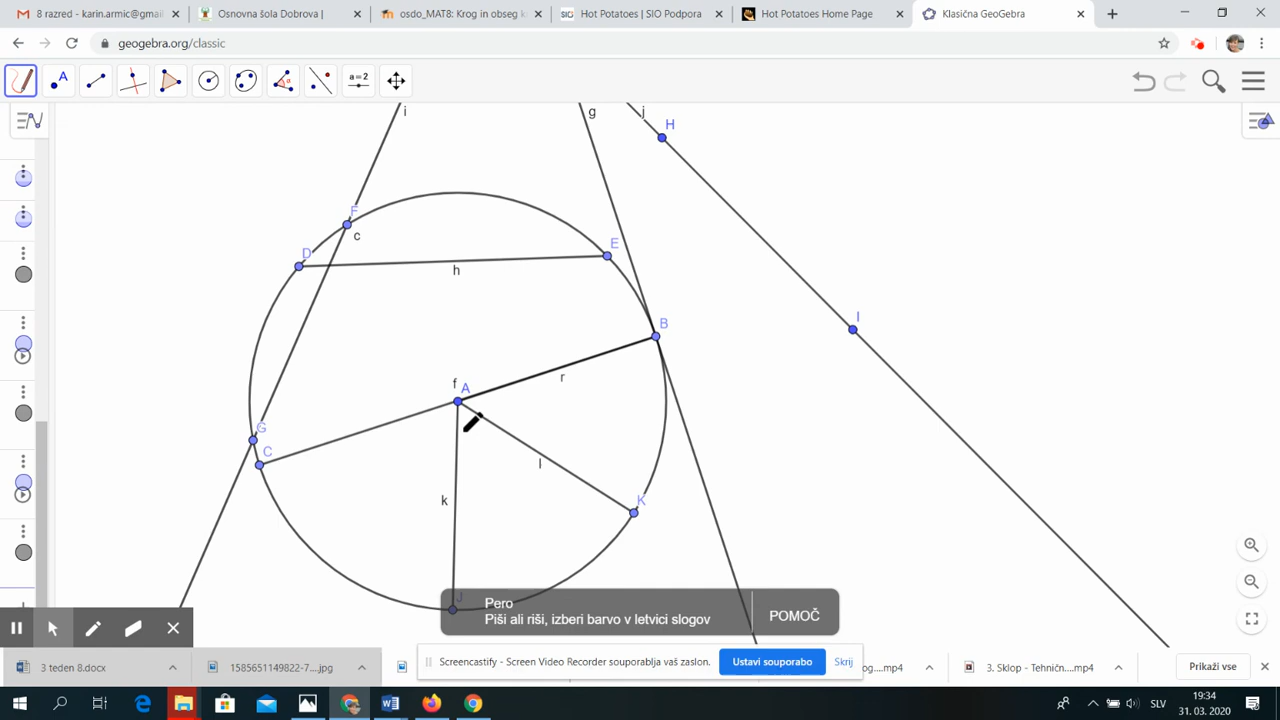 8 razred - karin.armic@gmai
Osnovna šola Dobrova |
osdo_MAT8: Krog in obseg k
Hot Potatoes | SIO Podpora
Hot Potatoes Home Page
Klasična GeoGebra
geogebra.org/classic
A
a=2
i
g
j
H
F
c
D
E
h
B
I
f
A
r
G
C
l
k
K
J
Pero
Piši ali riši, izberi barvo v letvici slogov
POMOČ
3 teden 8.docx
1585651149822-7....jpg
Screencastify - Screen Video Recorder souporablja vaš zaslon.
Ustavi souporabo
Skrij
og....mp4
3. Sklop - Tehničn....mp4
Prikaži vse
SLV
19:34
31. 03. 2020